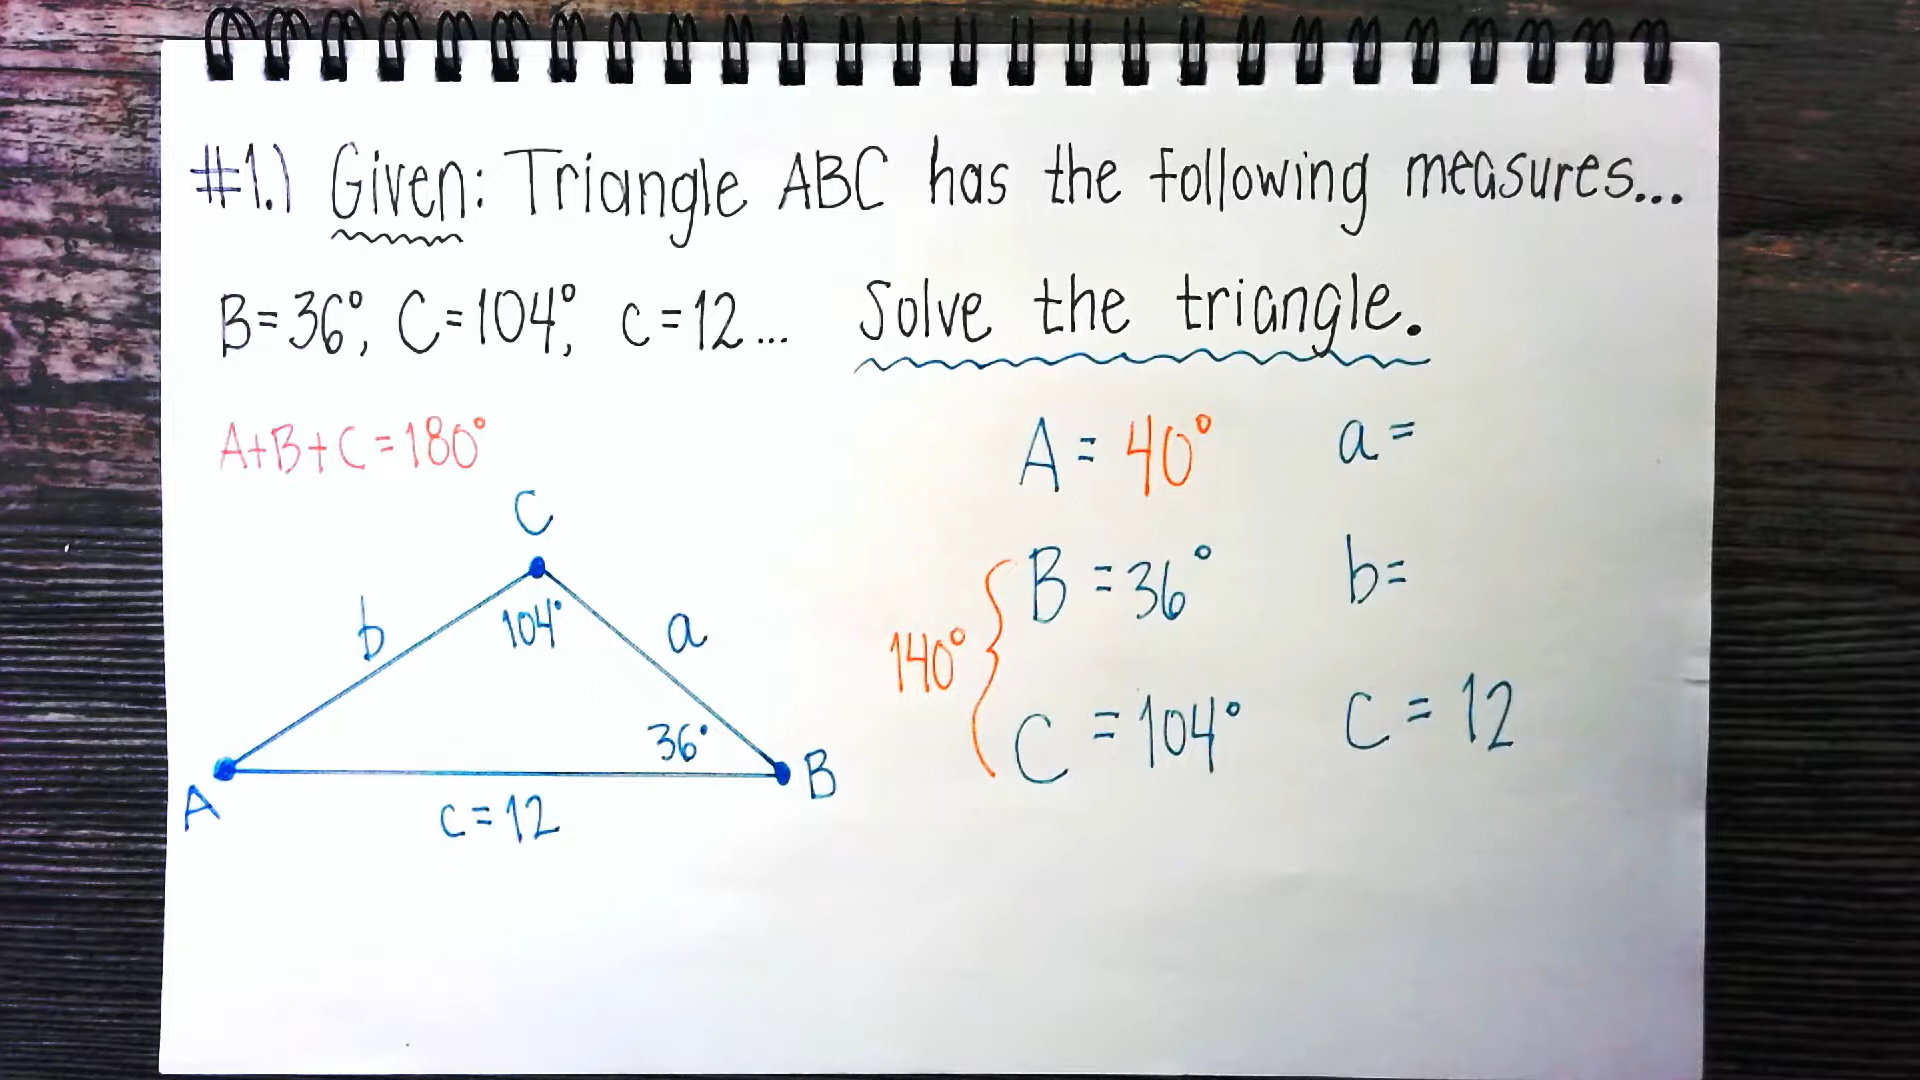 #1.) Given: Triangle ABC has the following measures...
B=36°, C=104°, c=12... Solve the triangle.
A+B+C=180°
A = 40° a =
B = 36° b=
140°
C = 104° c = 12
C
104°
b
a
36°
A
B
c=12